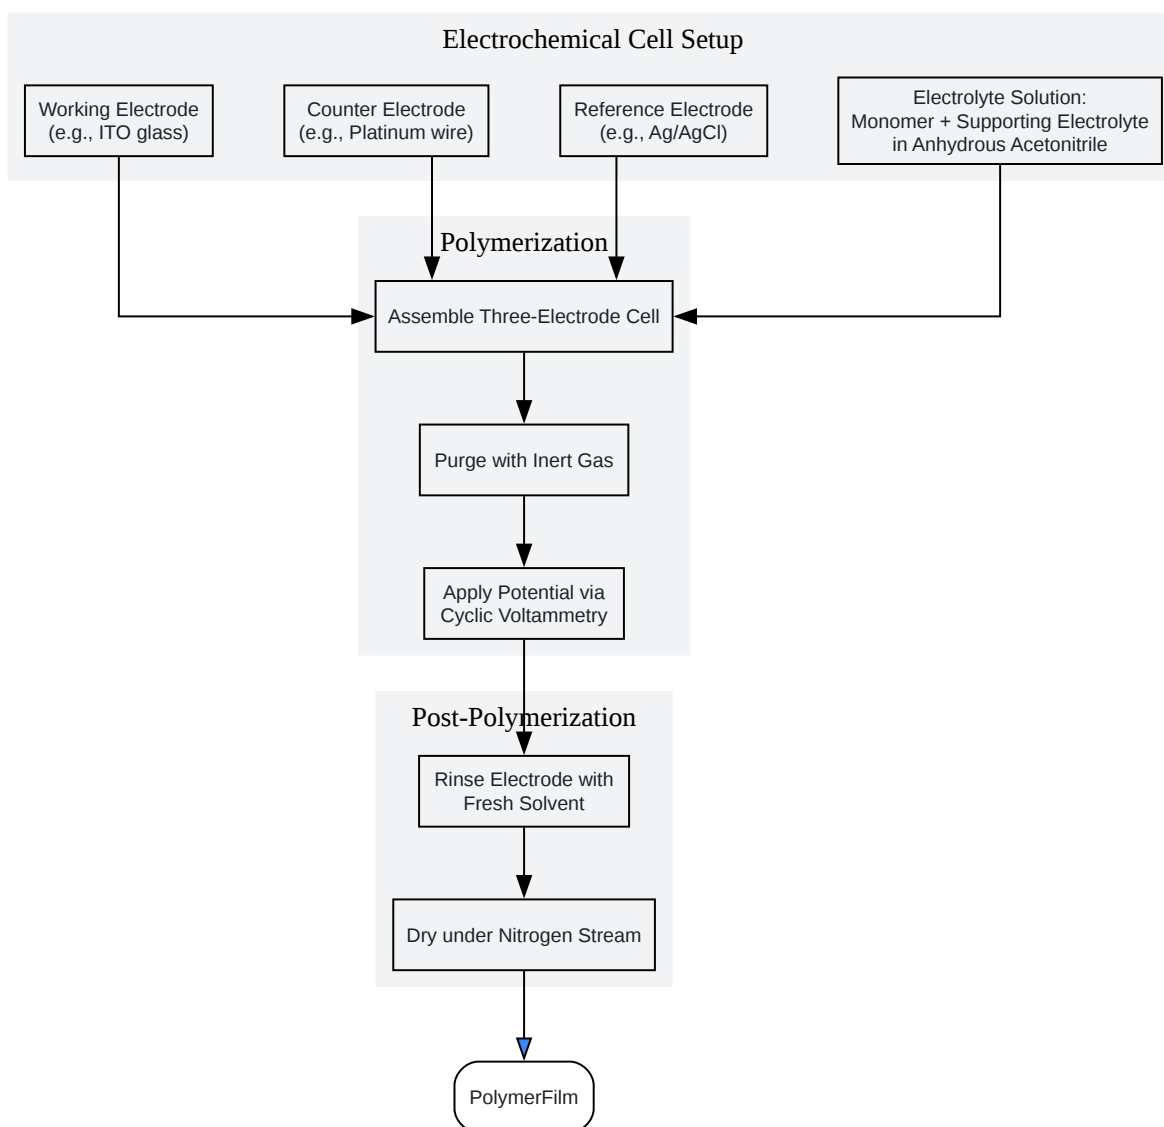 Electrochemical Cell Setup
Working Electrode
(e.g., ITO glass)
Counter Electrode
(e.g., Platinum wire)
Reference Electrode
(e.g., Ag/AgCl)
Electrolyte Solution:
Monomer + Supporting Electrolyte
in Anhydrous Acetonitrile
Polymerization
Assemble Three-Electrode Cell
Purge with Inert Gas
Apply Potential via
Cyclic Voltammetry
Post-Polymerization
Rinse Electrode with
Fresh Solvent
Dry under Nitrogen Stream
PolymerFilm